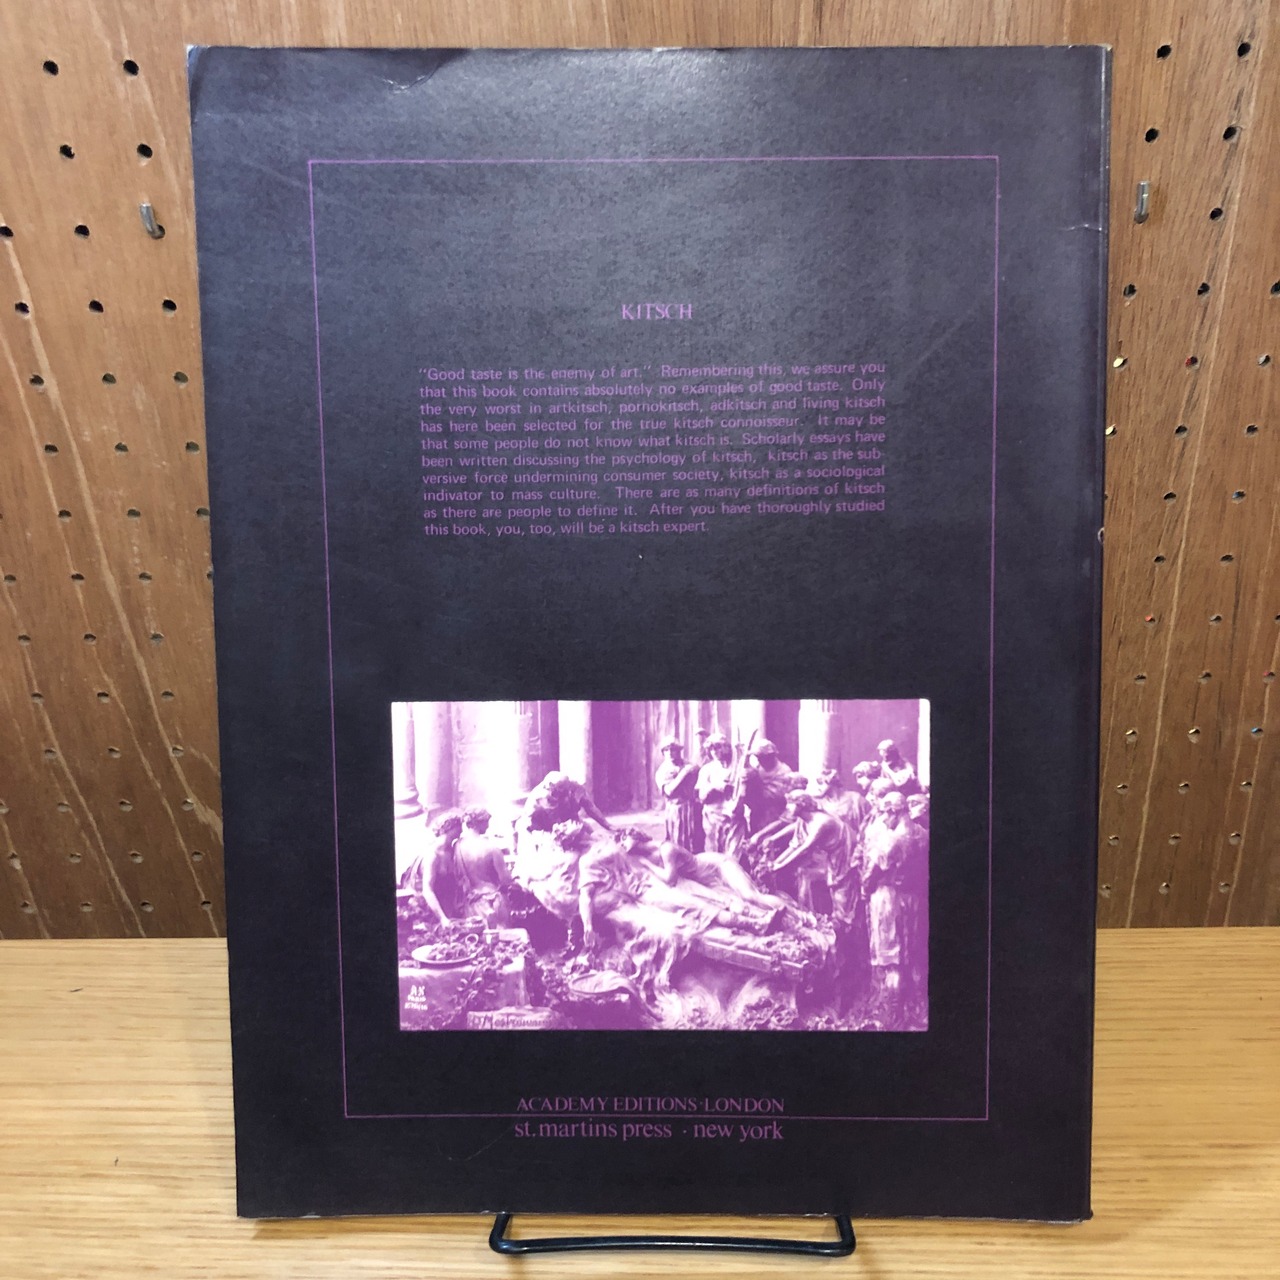 KITSCH
"Good taste is the enemy of art." Remembering this, we assure you
that this book contains absolutely no examples of good taste. Only
the very worst in artkitsch, pornokitsch, adkitsch and living kitsch
has here been selected for the true kitsch connoisseur. It may be
that some people do not know what kitsch is. Scholarly essays have
been written discussing the psychology of kitsch, kitsch as the sub-
versive force undermining consumer society, kitsch as a sociological
indivator to mass culture. There are as many definitions of kitsch
as there are people to define it. After you have thoroughly studied
this book, you, too, will be a kitsch expert.
ACADEMY EDITIONS·LONDON
st. martins press · new york